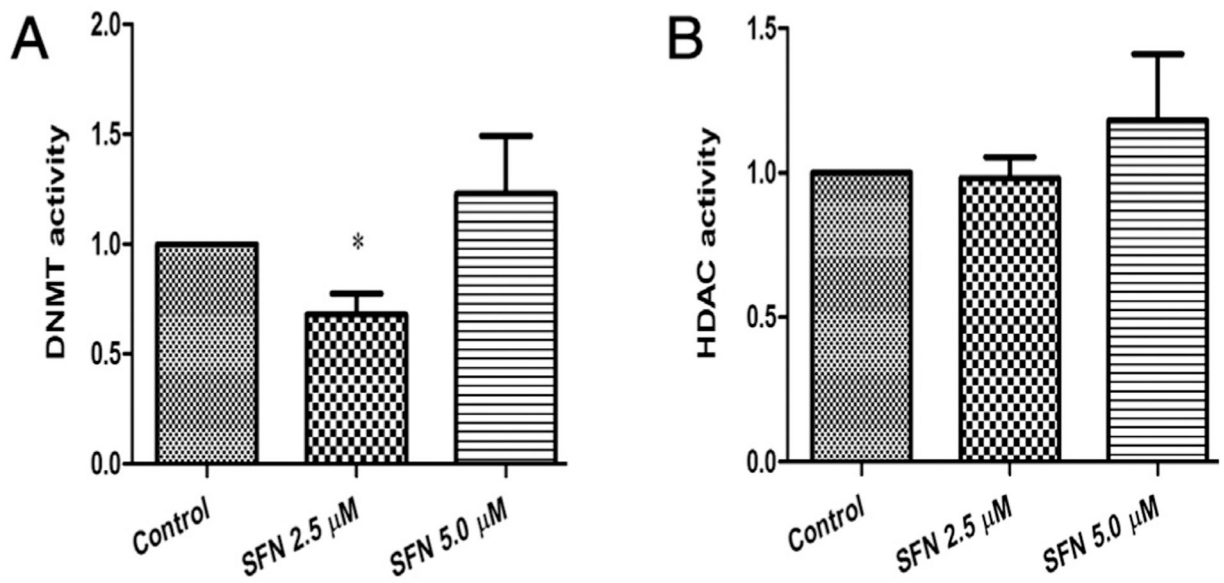 A
DNMT activity
2.0
1.5
1.0
0.5
0.0
*
Control
SFN 2.5 μM
SFN 5.0 μM
B
HDAC activity
1.5
1.0
0.5
0.0
Control
SFN 2.5 μM
SFN 5.0 μM